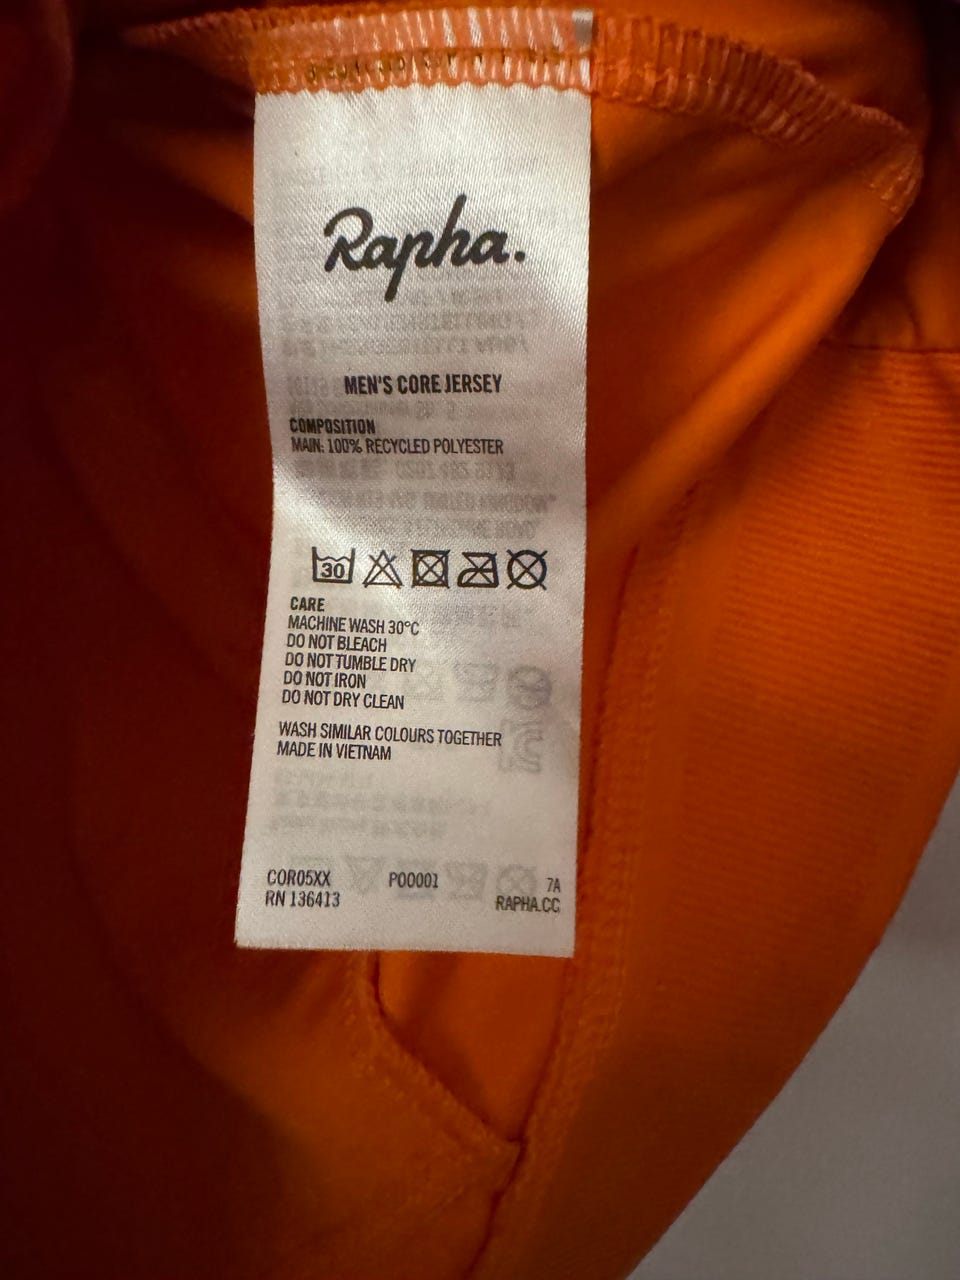 Rapha.
MEN'S CORE JERSEY
COMPOSITION
MAIN: 100% RECYCLED POLYESTER
30
CARE
MACHINE WASH 30°C
DO NOT BLEACH
DO NOT TUMBLE DRY
DO NOT IRON
DO NOT DRY CLEAN
WASH SIMILAR COLOURS TOGETHER
MADE IN VIETNAM
COR05XX P00001 7A
RN 136413 RAPHA.CC